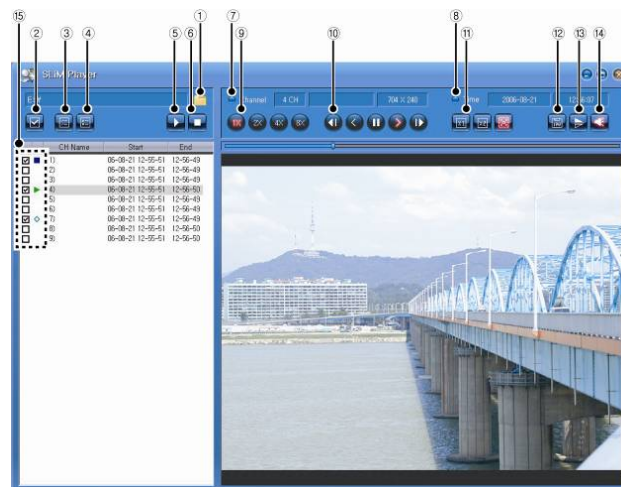 ① ② ③ ④ ⑤ ⑥ ⑦ ⑧ ⑨ ⑩ ⑪ ⑫ ⑬ ⑭ ⑮
SLIM Player
Channel 4 CH 704 X 240 Time 2006-08-21 12:56:07
1X 2X 4X 8X
CH Name Start End
1) 06-08-21 12-55-51 12-56-49
2) 06-08-21 12-55-51 12-56-49
3) 06-08-21 12-55-51 12-56-49
4) 06-08-21 12-55-51 12-56-50
5) 06-08-21 12-55-51 12-56-49
6) 06-08-21 12-55-51 12-56-49
7) 06-08-21 12-55-51 12-56-49
8) 06-08-21 12-55-51 12-56-50
9) 06-08-21 12-55-51 12-56-50